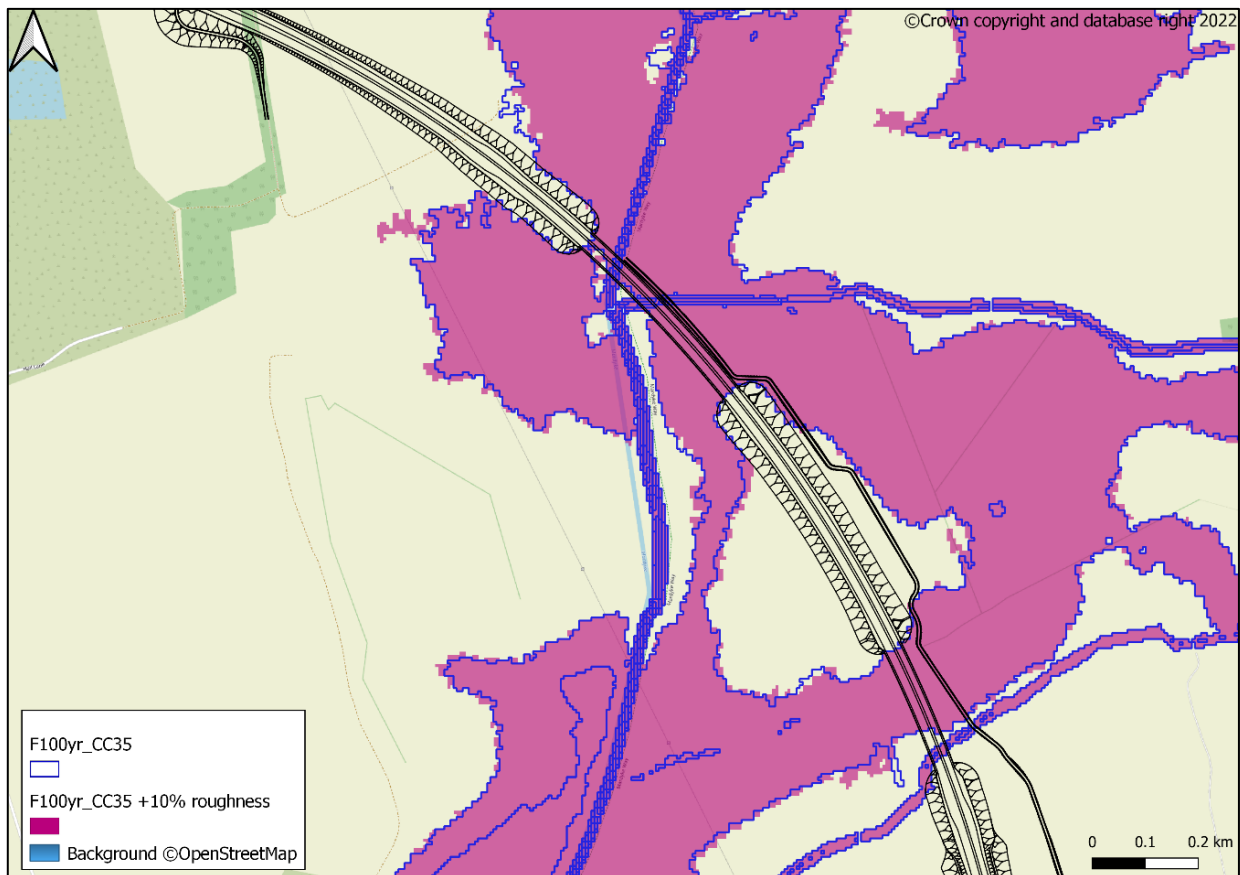 ©Crown copyright and database right 2022
F100yr_CC35
F100yr_CC35 +10% roughness
Background ©OpenStreetMap
0 0.1 0.2 km